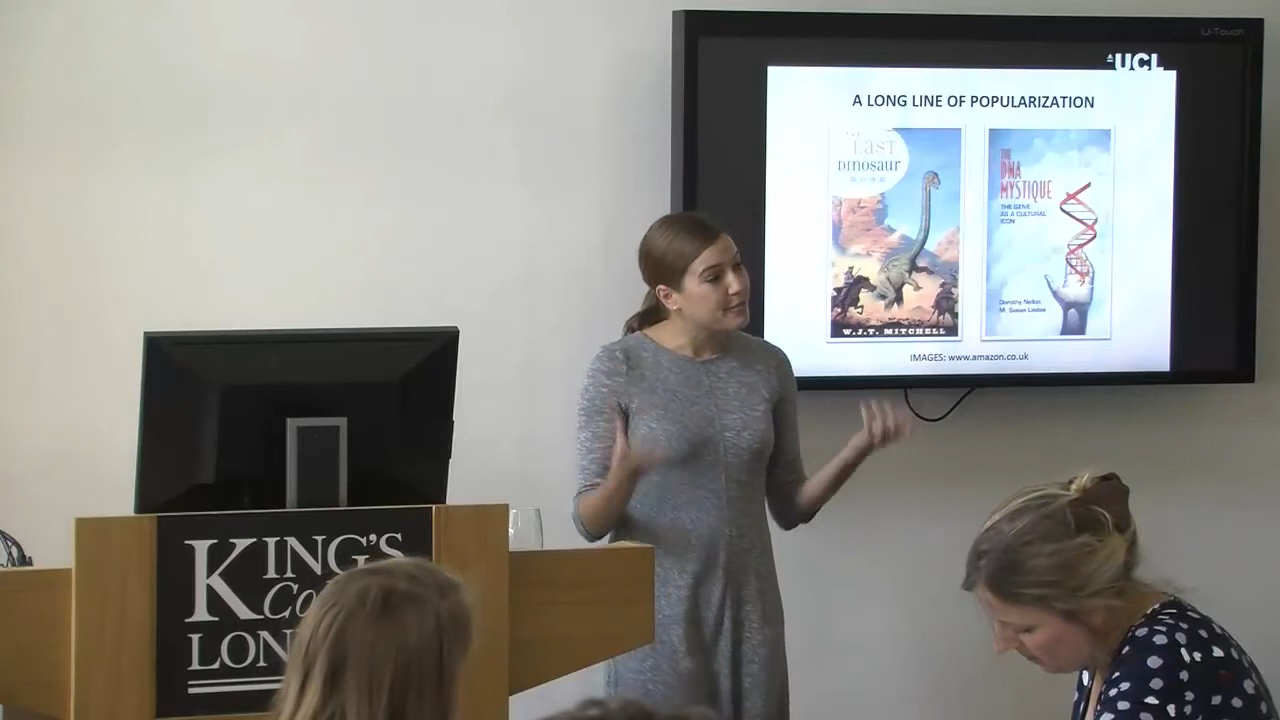 U-Touch
UCL
A LONG LINE OF POPULARIZATION
LAST
DINOSAUR
W.J.T. MITCHELL
THE
DNA
MYSTIQUE
THE GENE
AS A CULTURAL
ICON
Dorothy Nelkin
M. Susan Lindee
IMAGES: www.amazon.co.uk
KING'S
Co
LON